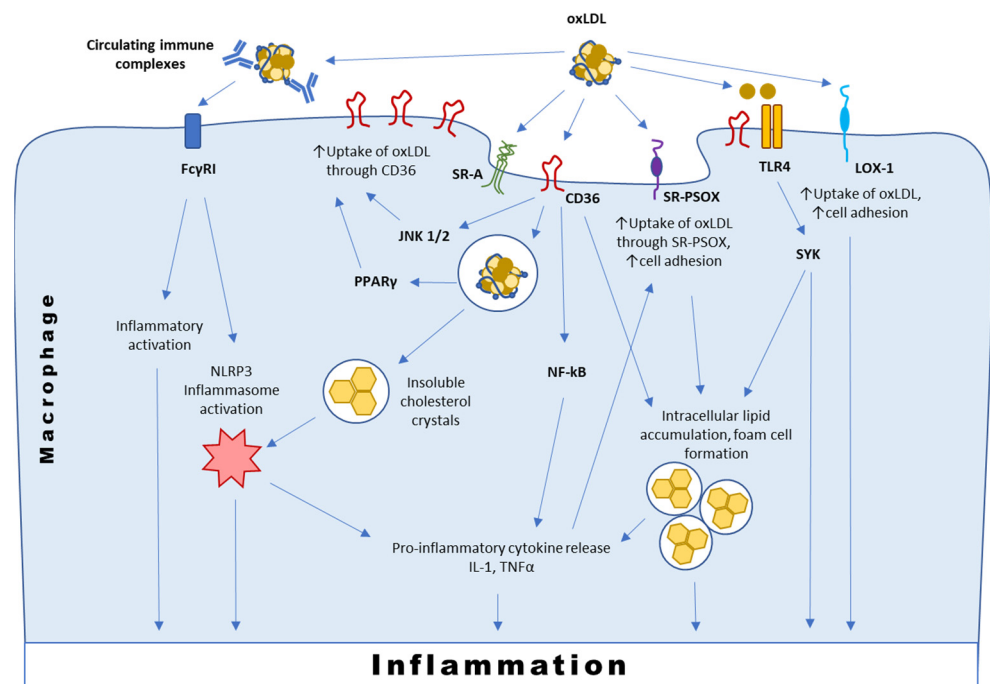 oxLDL
Circulating immune
complexes
FcγRI
↑Uptake of oxLDL
through CD36
SR-A
CD36
SR-PSOX
TLR4
LOX-1
↑Uptake of oxLDL,
↑cell adhesion
↑Uptake of oxLDL
through SR-PSOX,
↑cell adhesion
JNK 1/2
SYK
PPARγ
Macrophage
Inflammatory
activation
NLRP3
Inflammasome
activation
Insoluble
cholesterol
crystals
NF-kB
Intracellular lipid
accumulation, foam cell
formation
Pro-inflammatory cytokine release
IL-1, TNFα
Inflammation